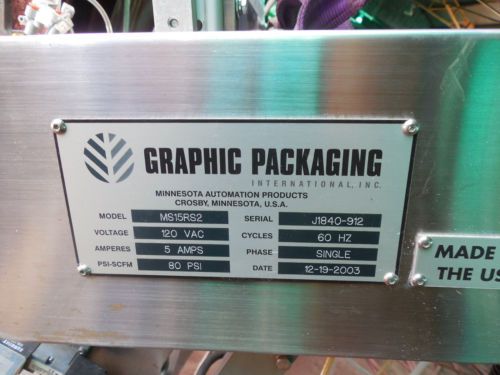 GRAPHIC PACKAGING
INTERNATIONAL, INC.
MINNESOTA AUTOMATION PRODUCTS
CROSBY, MINNESOTA, U.S.A.
MODEL MS15RS2 SERIAL J1840-912
VOLTAGE 120 VAC CYCLES 60 HZ
AMPERES 5 AMPS PHASE SINGLE
PSI-SCFM 80 PSI DATE 12-19-2003
MADE
THE US